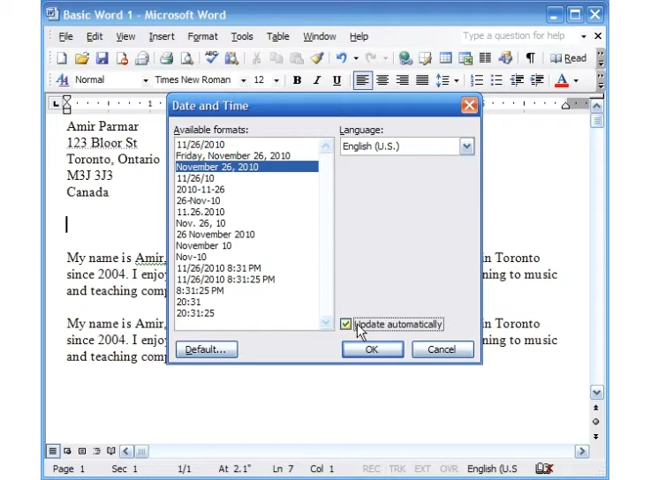 Basic Word 1 - Microsoft Word
File Edit View Insert Format Tools Table Window Help Type a question for help
Read
Normal Times New Roman 12 B I U A
Date and Time
Available formats: Language:
11/26/2010 English (U.S.)
Friday, November 26, 2010
November 26, 2010
11/26/10
2010-11-26
26-Nov-10
11.26.2010
Nov. 26, 10
26 November 2010
November 10
Nov-10
11/26/2010 8:31 PM
11/26/2010 8:31:25 PM
8:31:25 PM
20:31
20:31:25
Update automatically
Default... OK Cancel
Amir Parmar
123 Bloor St
Toronto, Ontario
M3J 3J3
Canada
My name is Amir, in Toronto
since 2004. I enjoy ning to music
and teaching comp
My name is Amir, in Toronto
since 2004. I enjoy ning to music
and teaching comp
Page 1 Sec 1 1/1 At 2.1" Ln 7 Col 1 REC TRK EXT OVR English (U.S